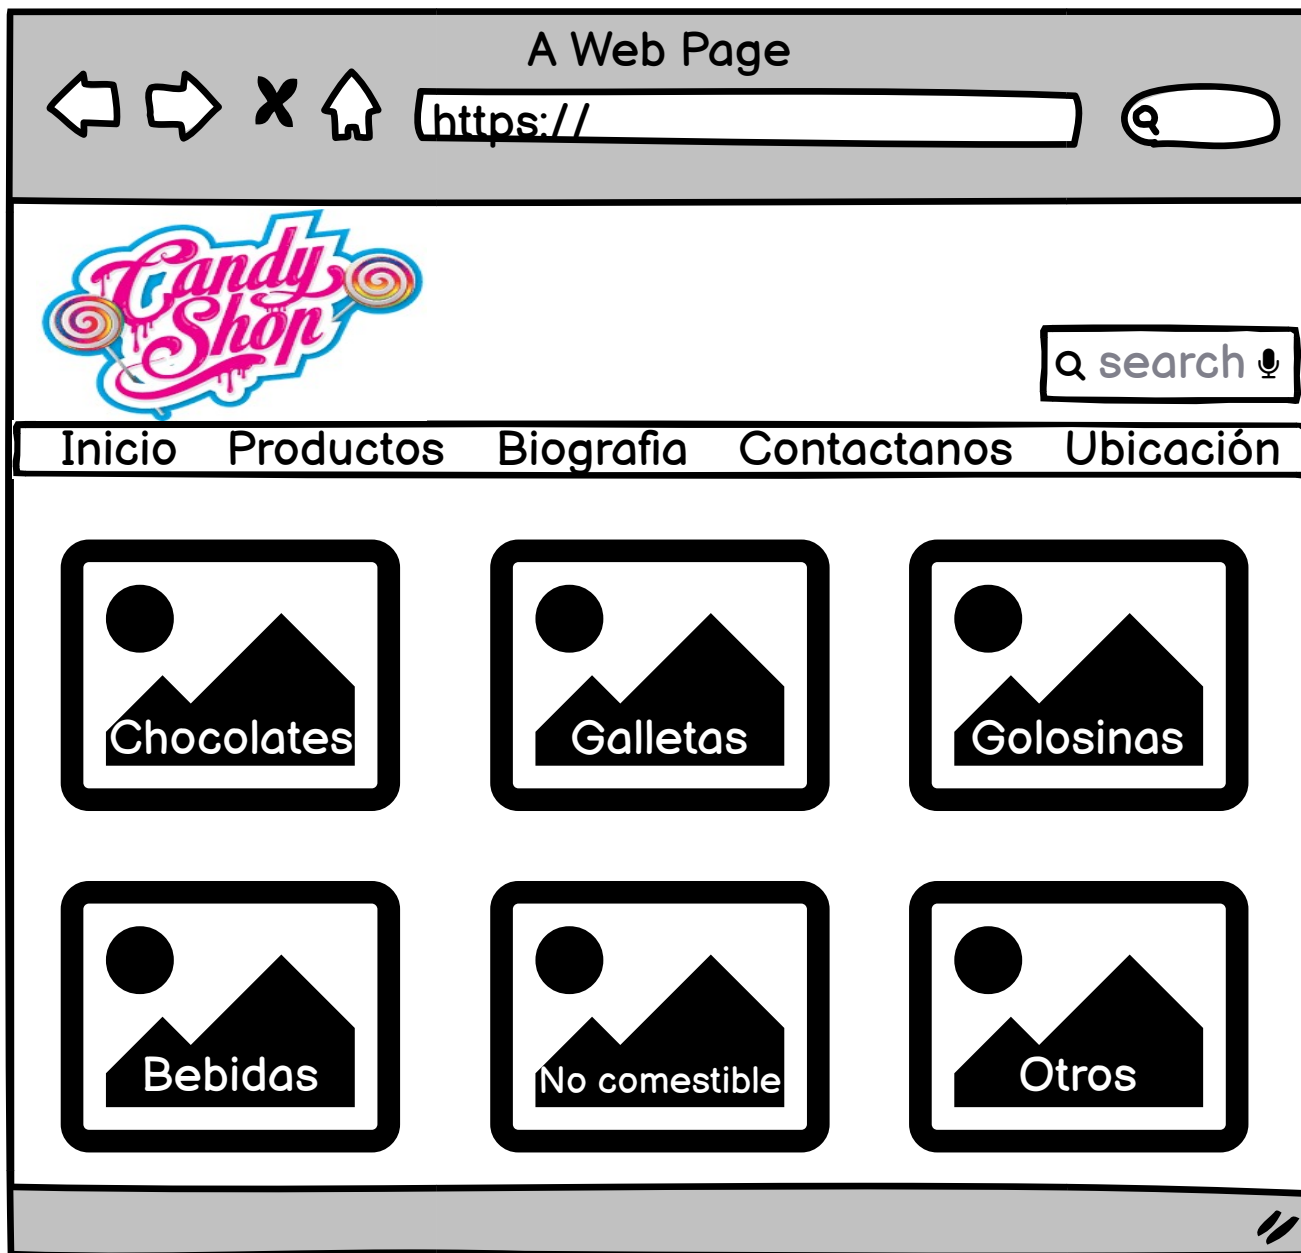 A Web Page
https://
Candy
Shop
search
Inicio Productos Biografia Contactanos Ubicación
Chocolates Galletas Golosinas
Bebidas No comestible Otros